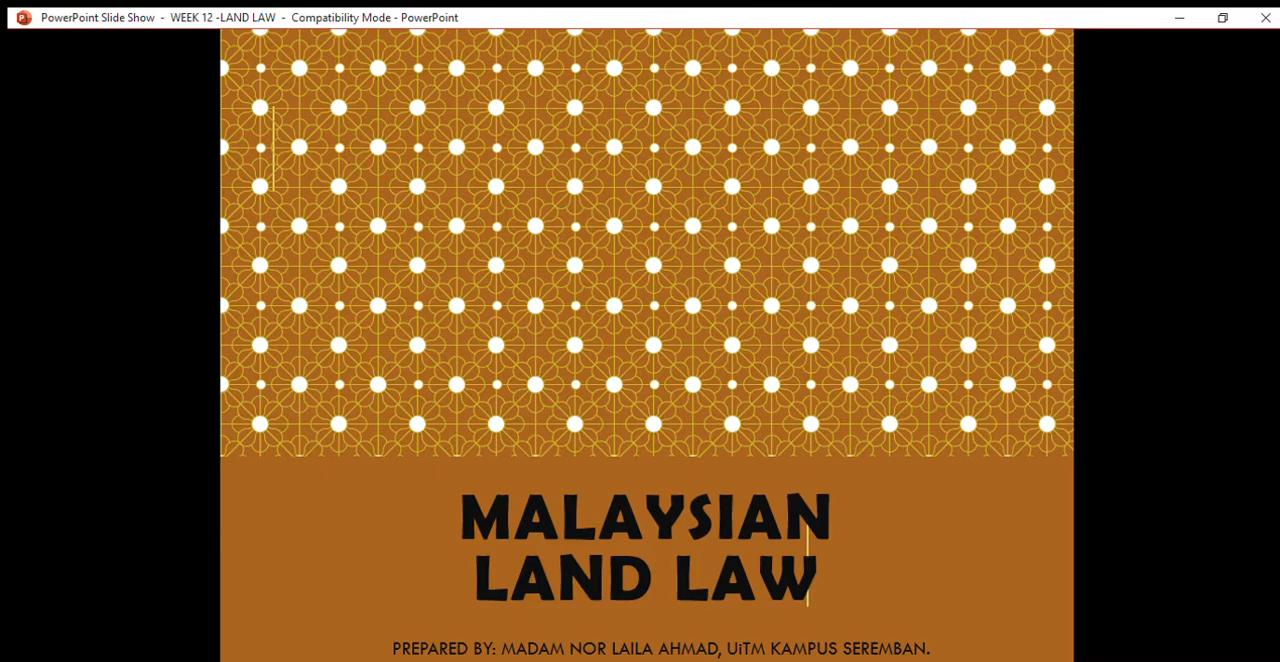 PowerPoint Slide Show - WEEK 12 -LAND LAW - Compatibility Mode - PowerPoint
MALAYSIAN
LAND LAW
PREPARED BY: MADAM NOR LAILA AHMAD, UiTM KAMPUS SEREMBAN.